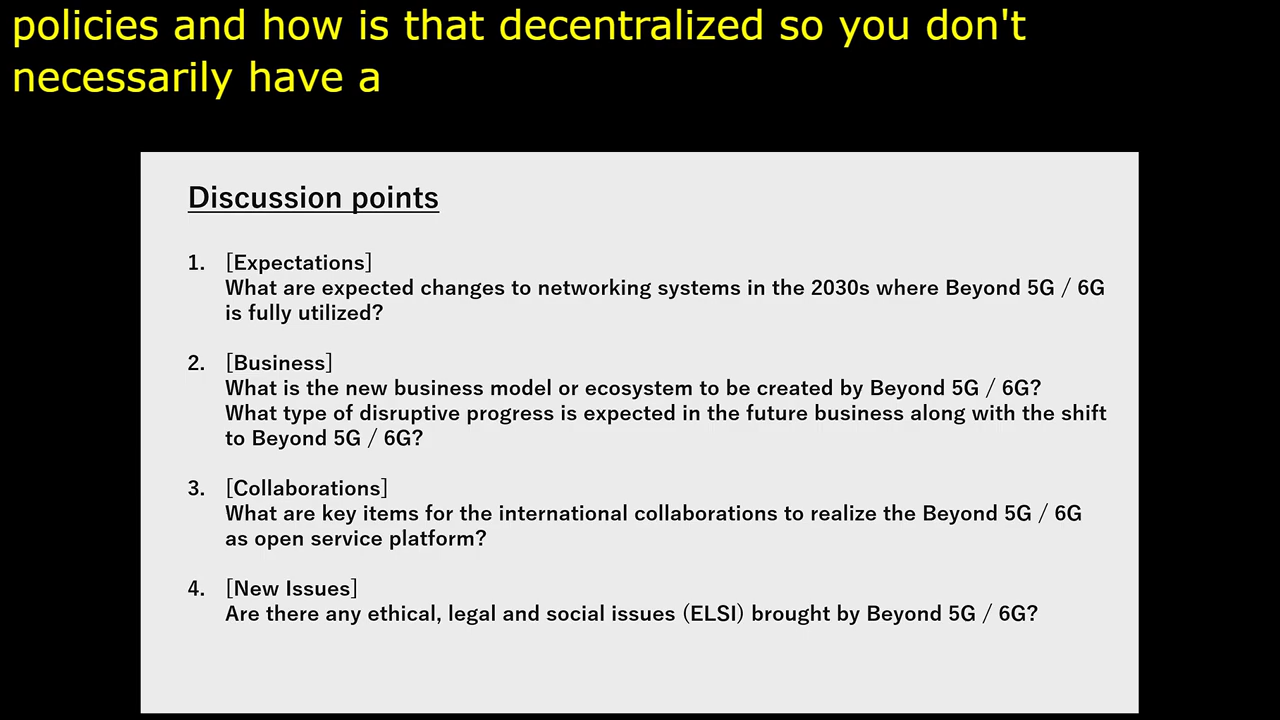 policies and how is that decentralized so you don't
necessarily have a
Discussion points
1. [Expectations]
What are expected changes to networking systems in the 2030s where Beyond 5G / 6G
is fully utilized?
2. [Business]
What is the new business model or ecosystem to be created by Beyond 5G / 6G?
What type of disruptive progress is expected in the future business along with the shift
to Beyond 5G / 6G?
3. [Collaborations]
What are key items for the international collaborations to realize the Beyond 5G / 6G
as open service platform?
4. [New Issues]
Are there any ethical, legal and social issues (ELSI) brought by Beyond 5G / 6G?